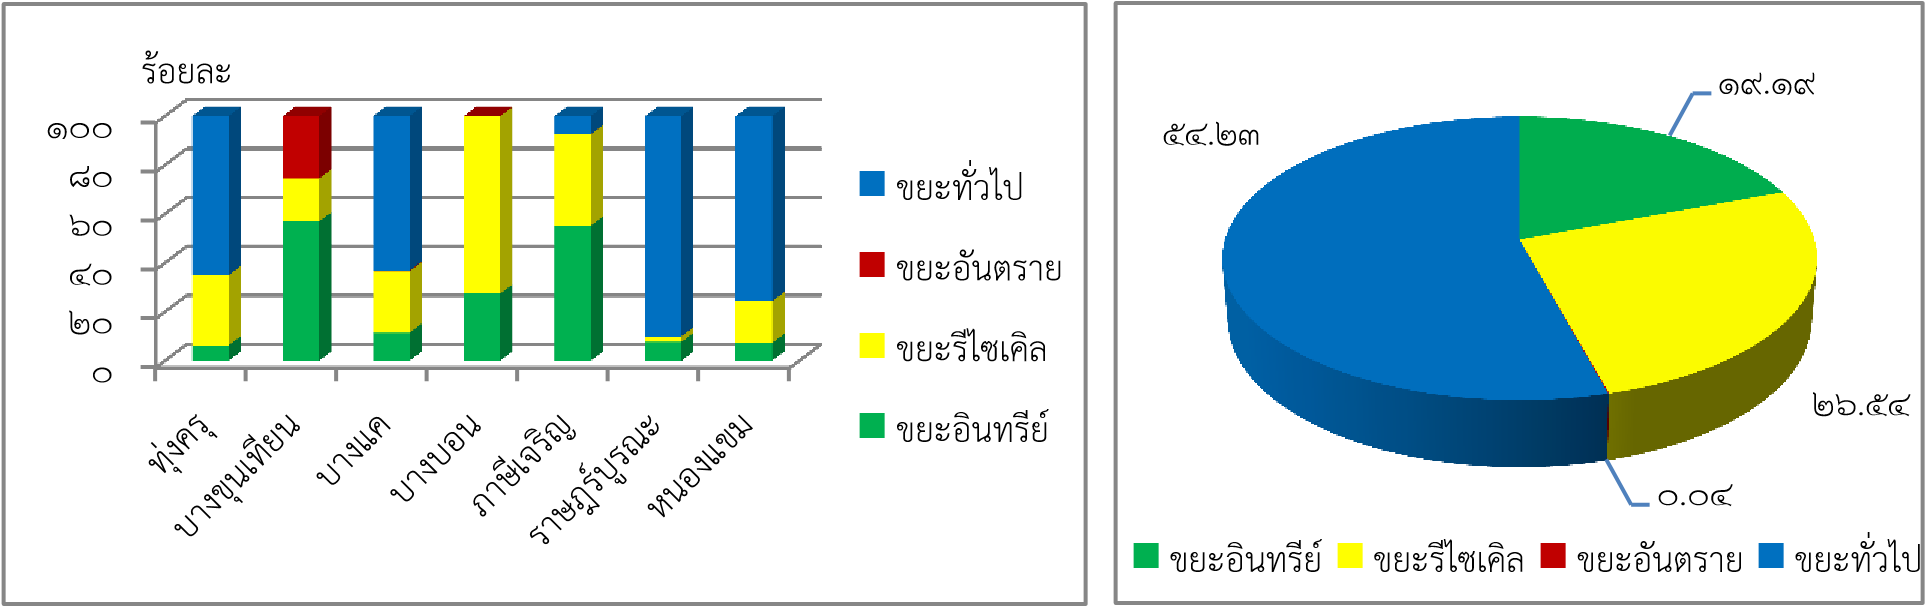 ร้อยละ
๑๐๐
๘๐
๖๐
๔๐
๒๐
๐
ทุ่งครุ
บางขุนเทียน
บางแค
บางบอน
ภาษีเจริญ
ราษฎร์บูรณะ
หนองแขม
ขยะทั่วไป
ขยะอันตราย
ขยะรีไซเคิล
ขยะอินทรีย์
๑๙.๑๙
๕๔.๒๓
๒๖.๕๔
๐.๐๔
ขยะอินทรีย์ ขยะรีไซเคิล ขยะอันตราย ขยะทั่วไป